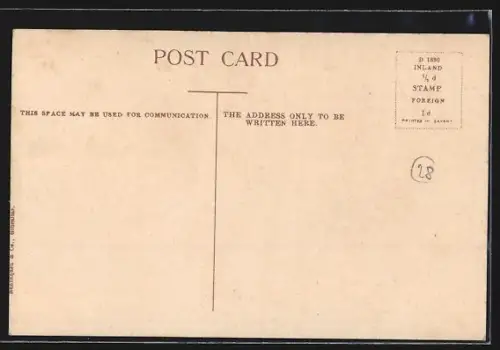 POST CARD
D 1890
INLAND
½ d
STAMP
FOREIGN
1d
PRINTED IN SAXONY
THIS SPACE MAY BE USED FOR COMMUNICATION.
THE ADDRESS ONLY TO BE
WRITTEN HERE.
28
& Co.,